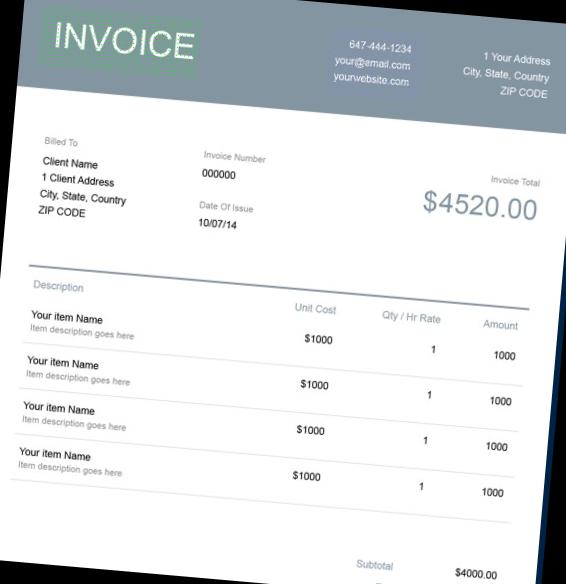 INVOICE
647-444-1234
your@email.com
yourwebsite.com
1 Your Address
City, State, Country
ZIP CODE
Billed To
Client Name
1 Client Address
City, State, Country
ZIP CODE
Invoice Number
000000
Date Of Issue
10/07/14
Invoice Total
$4520.00
Description Unit Cost Qty / Hr Rate Amount
Your item Name $1000 1 1000
Item description goes here
Your item Name $1000 1 1000
Item description goes here
Your item Name $1000 1 1000
Item description goes here
Your item Name $1000 1 1000
Item description goes here
Subtotal $4000.00